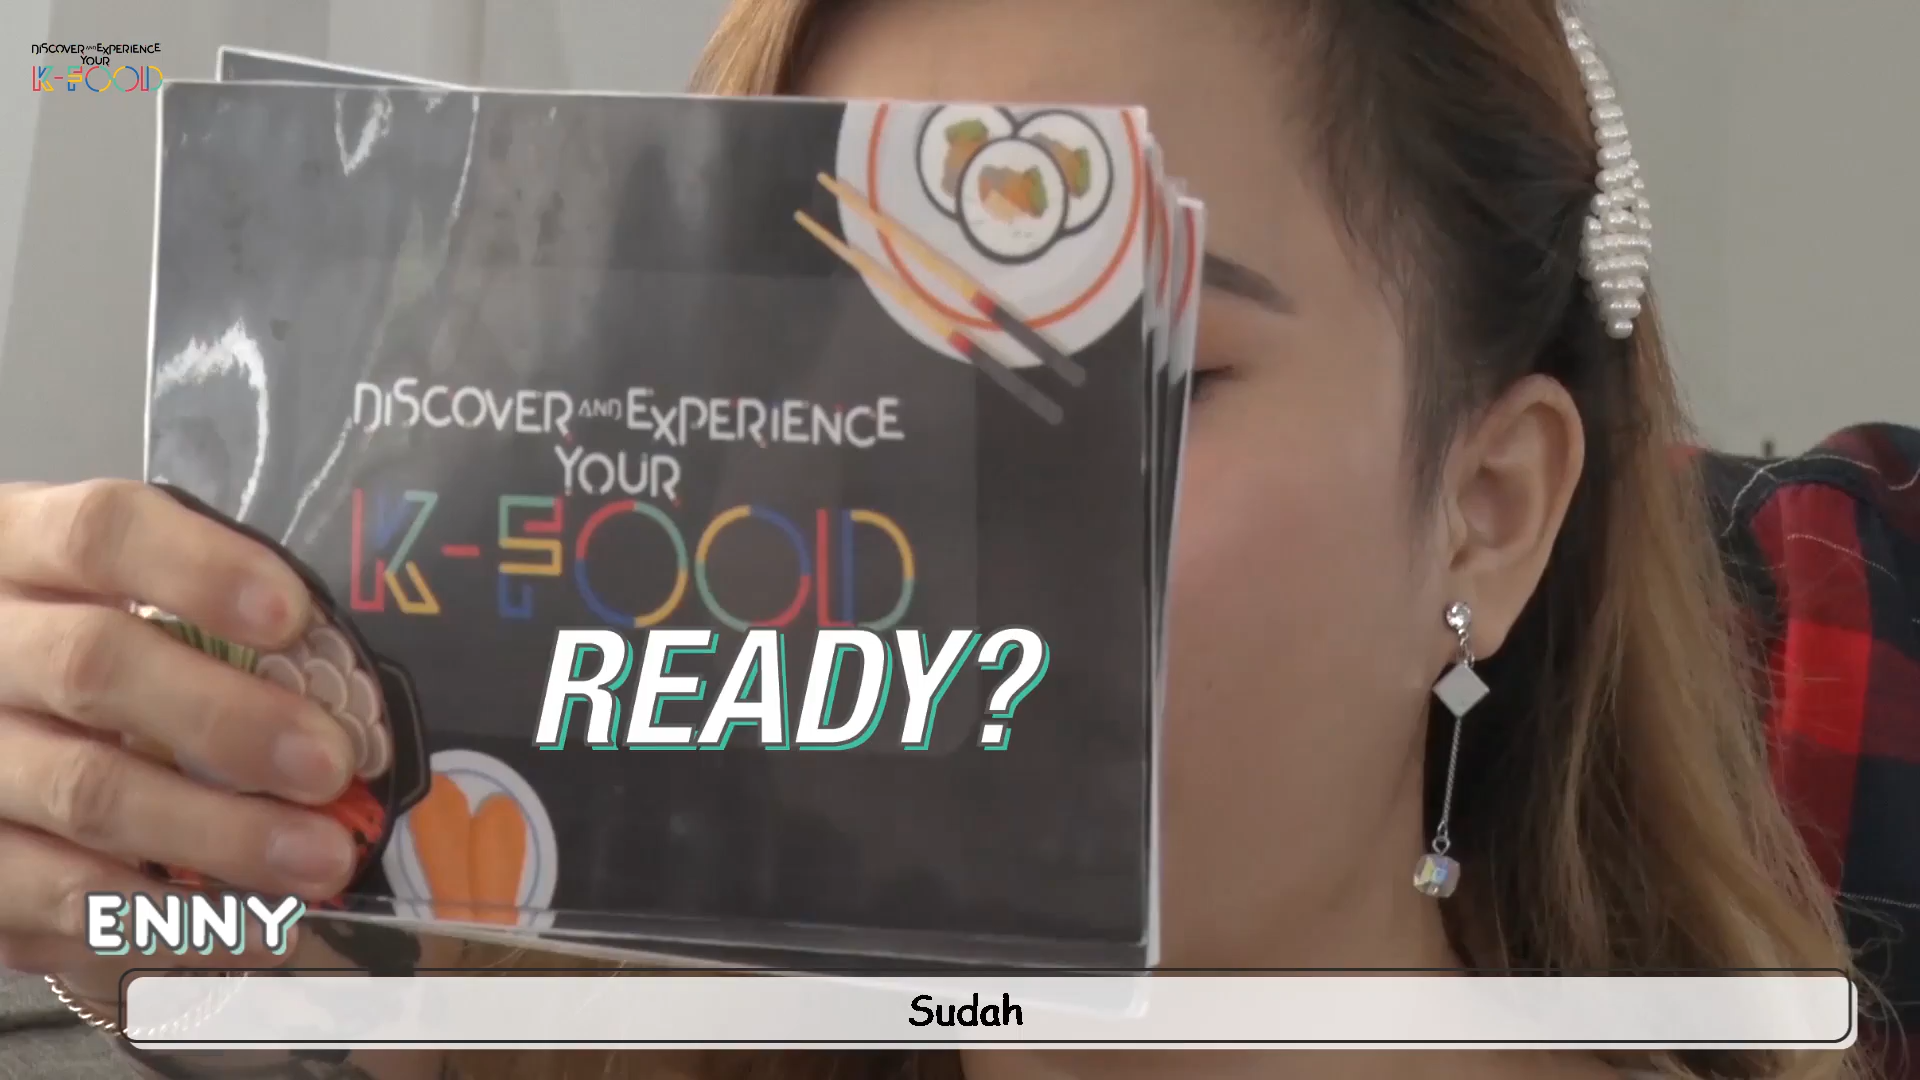 DISCOVER AND EXPERIENCE
YOUR
K-FOOD
DISCOVER AND EXPERIENCE
YOUR
K-FOOD
READY?
ENNY
Sudah